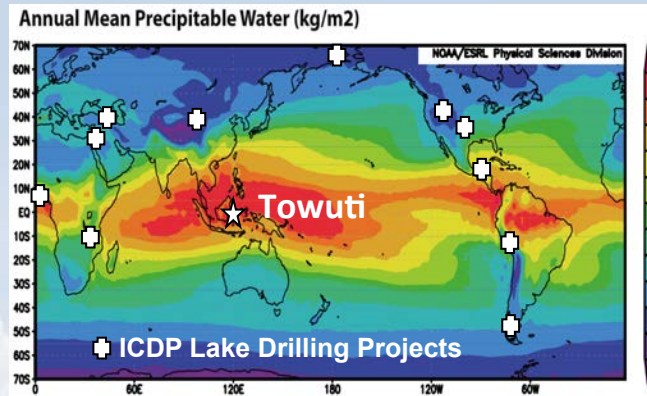 Annual Mean Precipitable Water (kg/m2)
NOAA/ESRL Physical Sciences Division
70N
60N
50N
40N
30N
20N
10N
EQ
10S
20S
30S
40S
50S
60S
70S
Towuti
ICDP Lake Drilling Projects
0 60E 120E 180 120W 60W